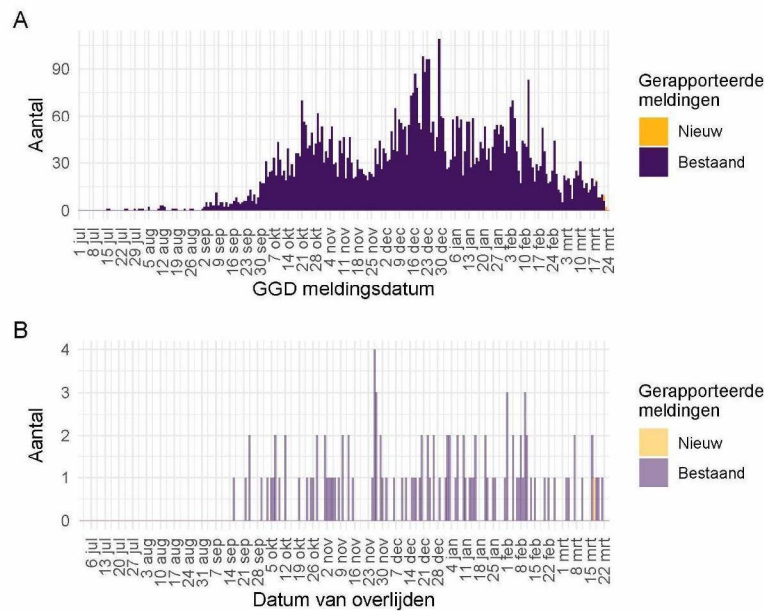 A
Aantal
90
60
30
0
1 jul
8 jul
15 jul
22 jul
29 jul
5 aug
12 aug
19 aug
26 aug
2 sep
9 sep
16 sep
23 sep
30 sep
7 okt
14 okt
21 okt
28 okt
4 nov
11 nov
18 nov
25 nov
2 dec
9 dec
16 dec
23 dec
30 dec
6 jan
13 jan
20 jan
27 jan
3 feb
10 feb
17 feb
24 feb
3 mrt
10 mrt
17 mrt
24 mrt
GGD meldingsdatum
Gerapporteerde
meldingen
Nieuw
Bestaand
B
Aantal
4
3
2
1
0
6 jul
13 jul
20 jul
27 jul
3 aug
10 aug
17 aug
24 aug
31 aug
7 sep
14 sep
21 sep
28 sep
5 okt
12 okt
19 okt
26 okt
2 nov
9 nov
16 nov
23 nov
30 nov
7 dec
14 dec
21 dec
28 dec
4 jan
11 jan
18 jan
25 jan
1 feb
8 feb
15 feb
22 feb
1 mrt
8 mrt
15 mrt
22 mrt
Datum van overlijden
Gerapporteerde
meldingen
Nieuw
Bestaand